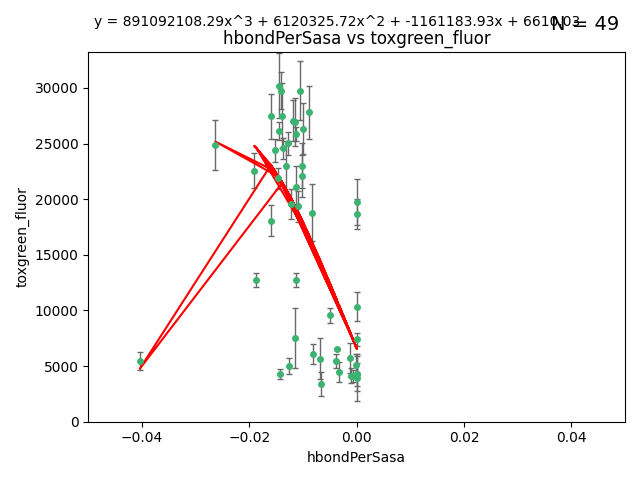 y = 891092108.29x^3 + 6120325.72x^2 + -1161183.93x + 6610.03
N = 49
hbondPerSasa vs toxgreen_fluor
30000
25000
20000
15000
10000
5000
0
toxgreen_fluor
−0.04
−0.02
0.00
0.02
0.04
hbondPerSasa